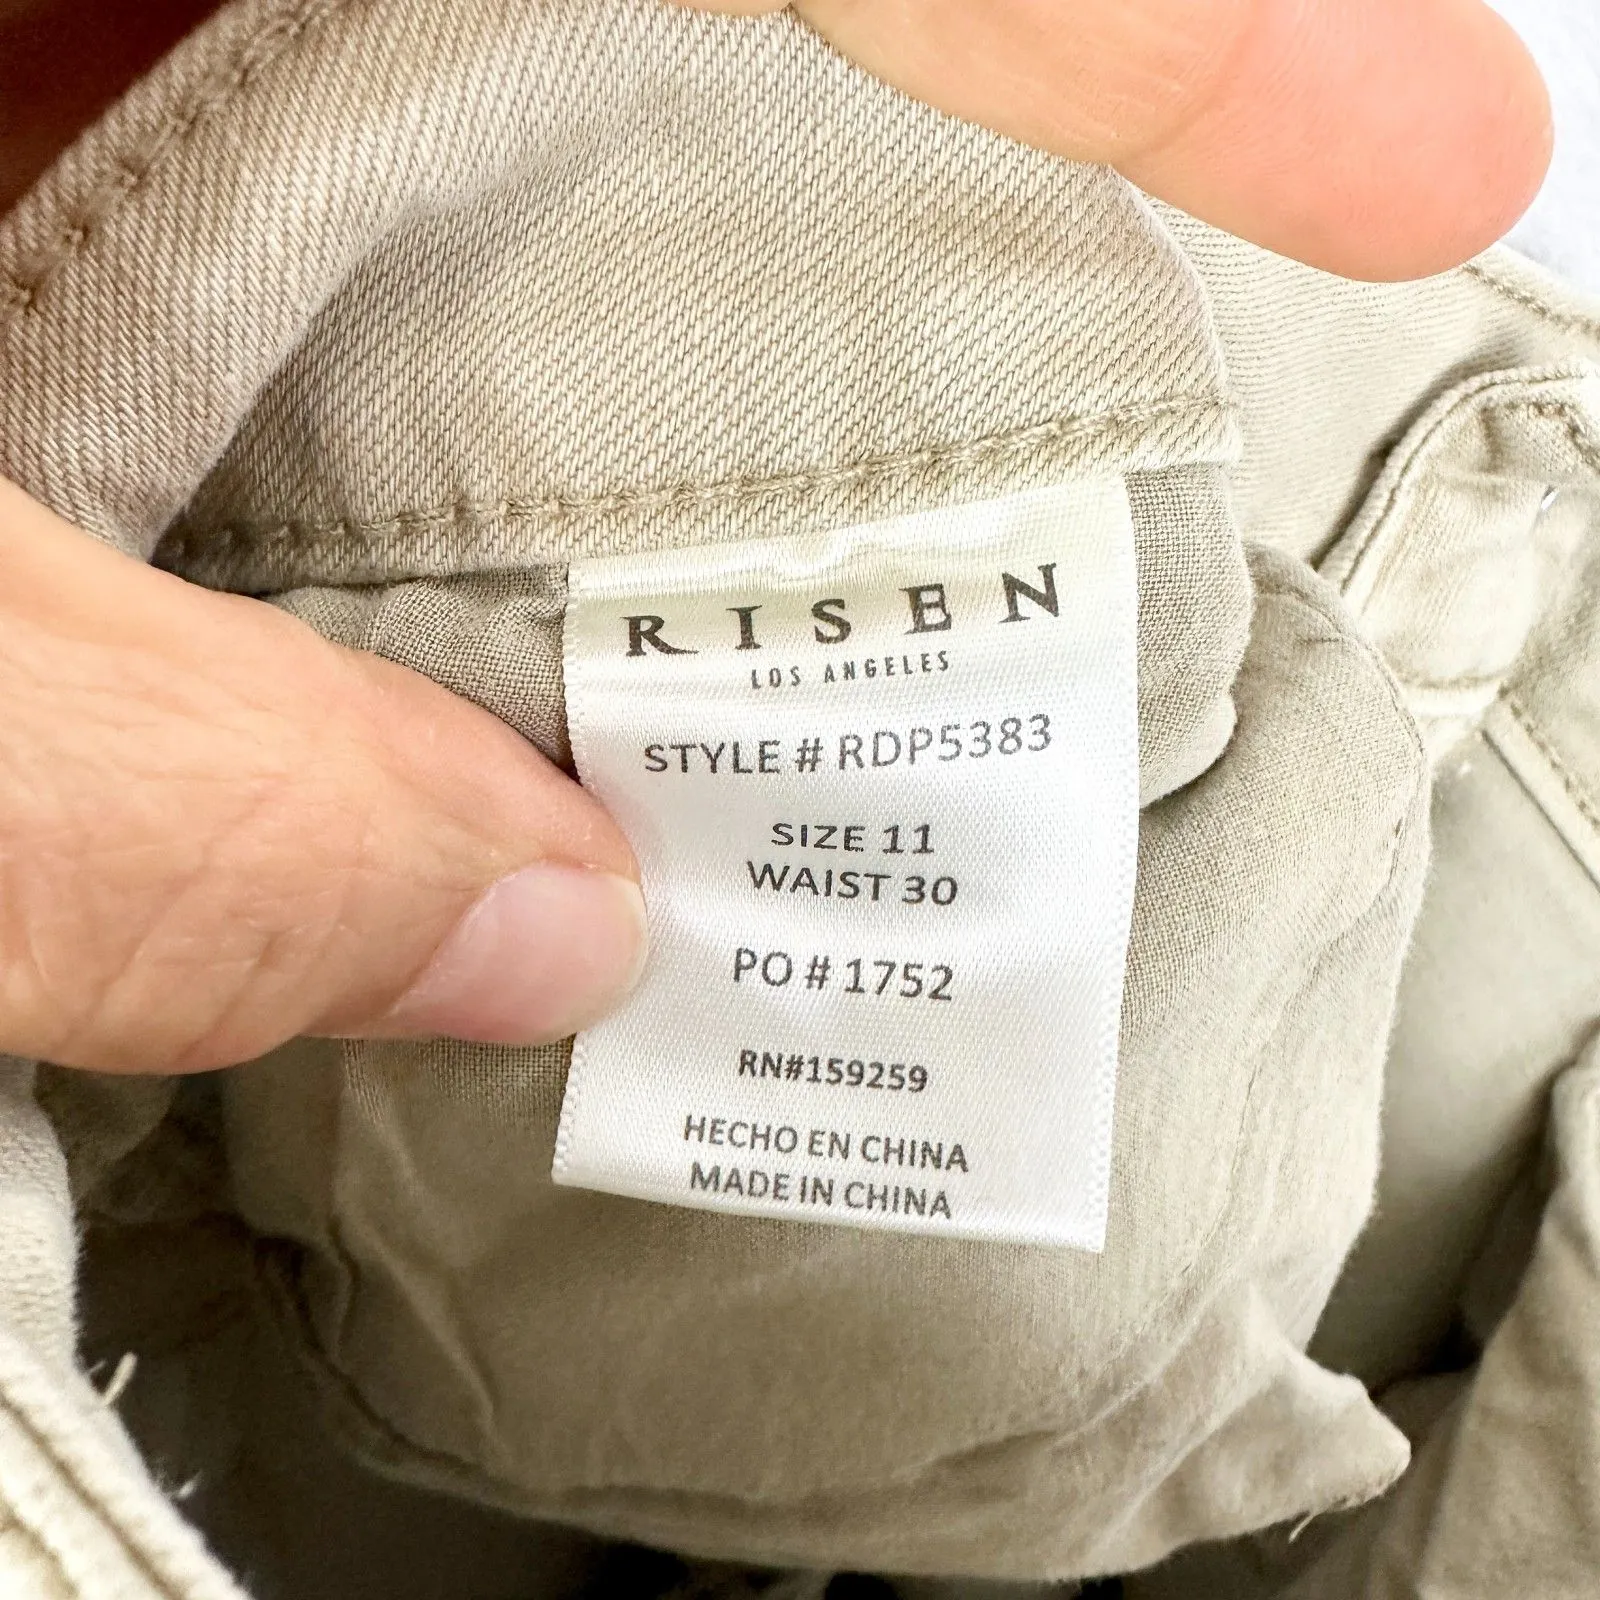 RISEN
LOS ANGELES
STYLE # RDP5383
SIZE 11
WAIST 30
PO # 1752
RN#159259
HECHO EN CHINA
MADE IN CHINA